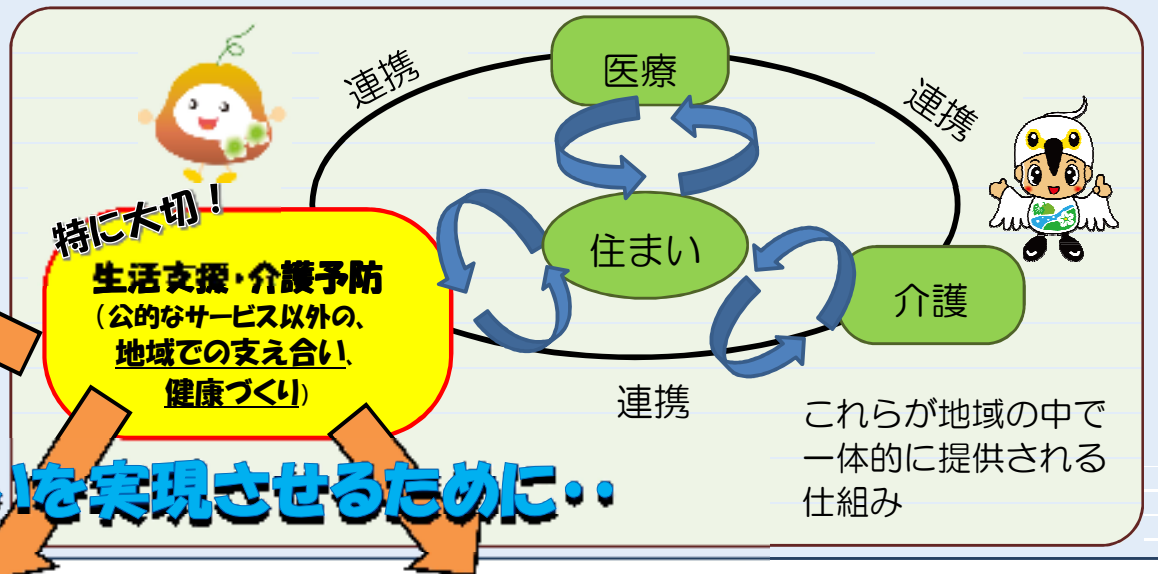 連携
医療
連携
特に大切！
生活支援・介護予防
（公的なサービス以外の、
地域での支え合い、
健康づくり）
住まい
介護
連携
これらが地域の中で
一体的に提供される
仕組み
いを実現させるために・・